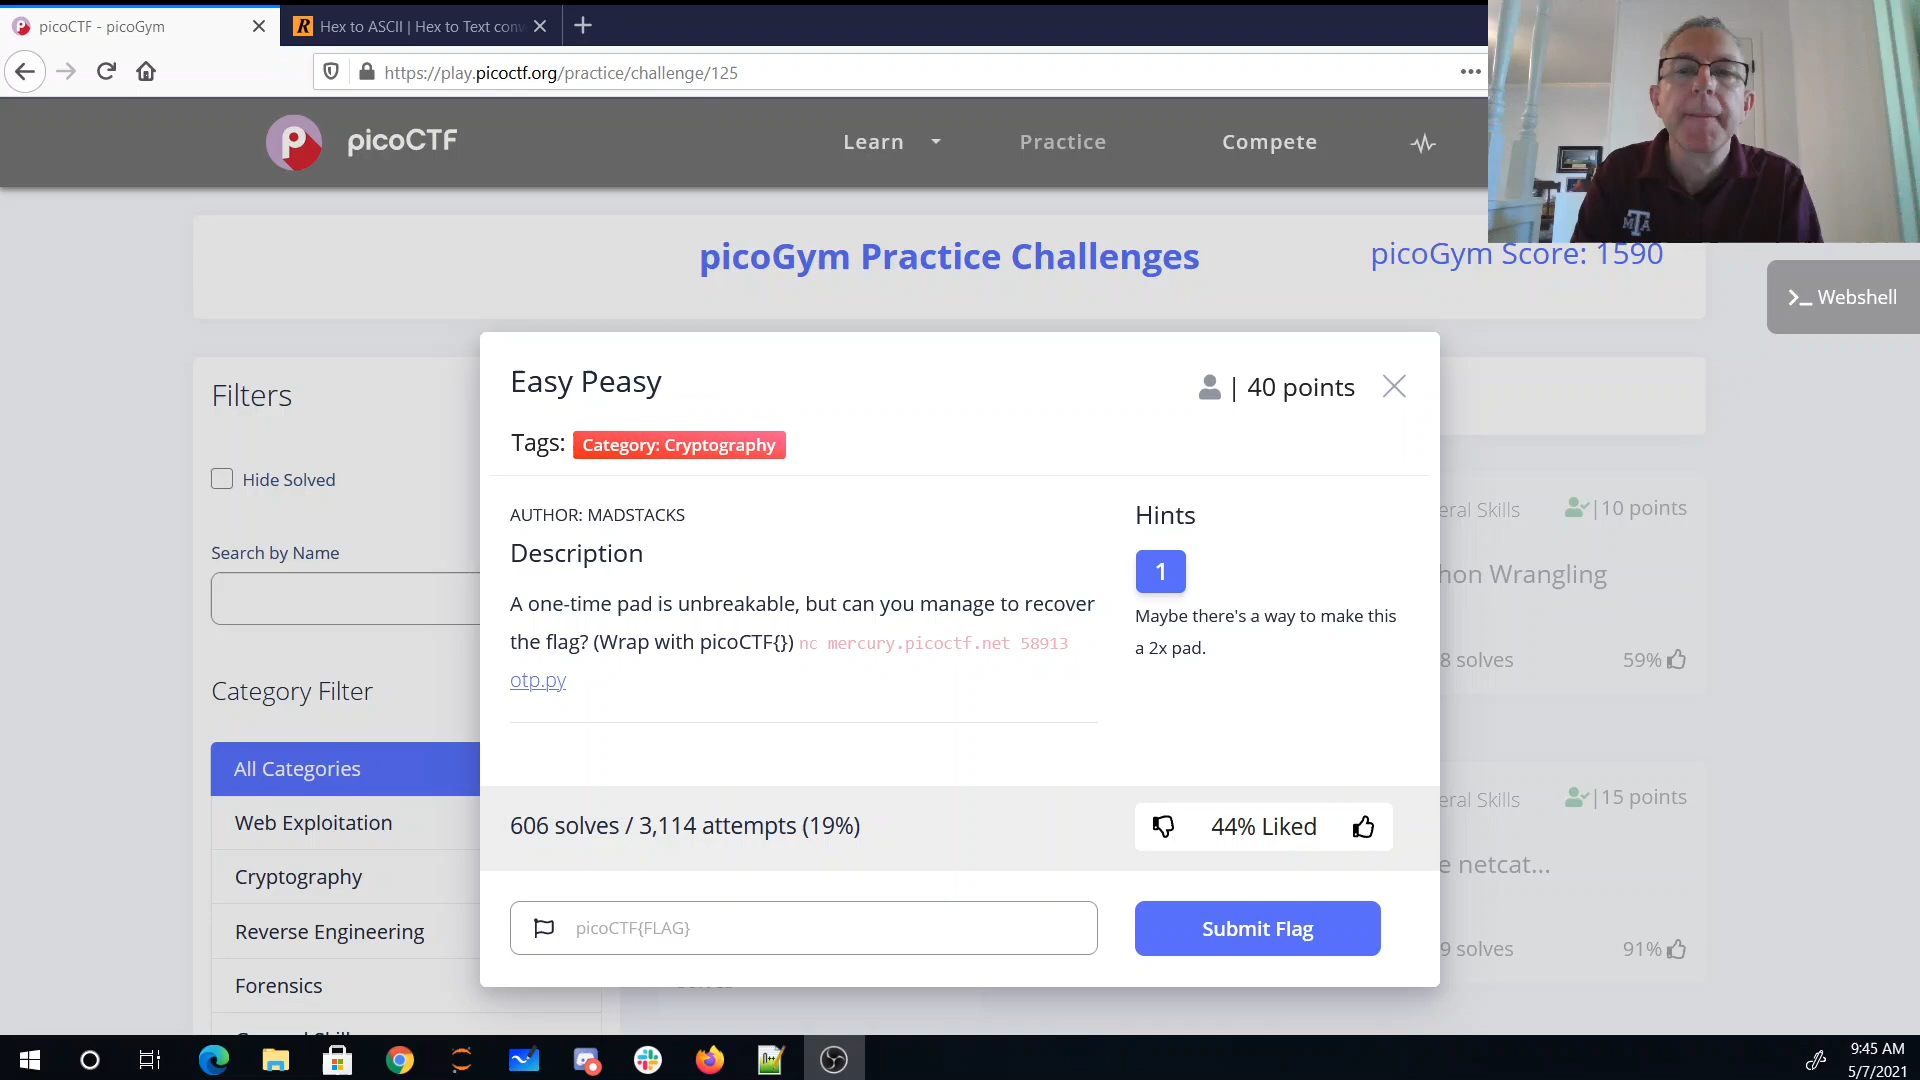 picoCTF - picoGym
Hex to ASCII | Hex to Text conv
https://play.picoctf.org/practice/challenge/125
picoCTF
Learn
Practice
Compete
picoGym Practice Challenges
picoGym Score: 1590
Webshell
Filters
Hide Solved
Search by Name
Category Filter
All Categories
Web Exploitation
Cryptography
Reverse Engineering
Forensics
Easy Peasy
| 40 points
Tags: Category: Cryptography
AUTHOR: MADSTACKS
Description
A one-time pad is unbreakable, but can you manage to recover
the flag? (Wrap with picoCTF{}) nc mercury.picoctf.net 58913
otp.py
Hints
1
Maybe there's a way to make this
a 2x pad.
606 solves / 3,114 attempts (19%)
44% Liked
picoCTF{FLAG}
Submit Flag
eral Skills
|10 points
hon Wrangling
8 solves
59%
eral Skills
|15 points
e netcat...
9 solves
91%
9:45 AM
5/7/2021